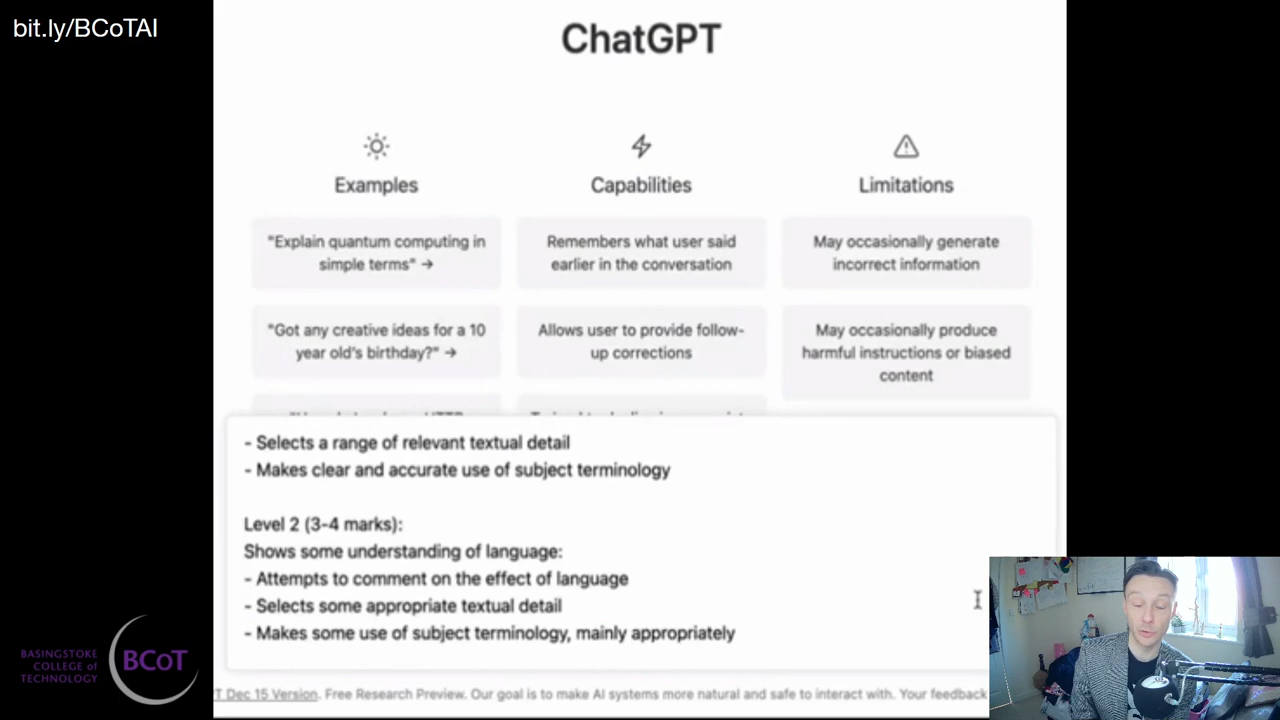 bit.ly/BCoTAI
ChatGPT
Examples
Capabilities
Limitations
"Explain quantum computing in
simple terms" →
Remembers what user said
earlier in the conversation
May occasionally generate
incorrect information
"Got any creative ideas for a 10
year old's birthday?" →
Allows user to provide follow-
up corrections
May occasionally produce
harmful instructions or biased
content
- Selects a range of relevant textual detail
- Makes clear and accurate use of subject terminology
Level 2 (3-4 marks):
Shows some understanding of language:
- Attempts to comment on the effect of language
- Selects some appropriate textual detail
- Makes some use of subject terminology, mainly appropriately
BASINGSTOKE
COLLEGE OF
TECHNOLOGY
BCoT
T Dec 15 Version. Free Research Preview. Our goal is to make AI systems more natural and safe to interact with. Your feedback